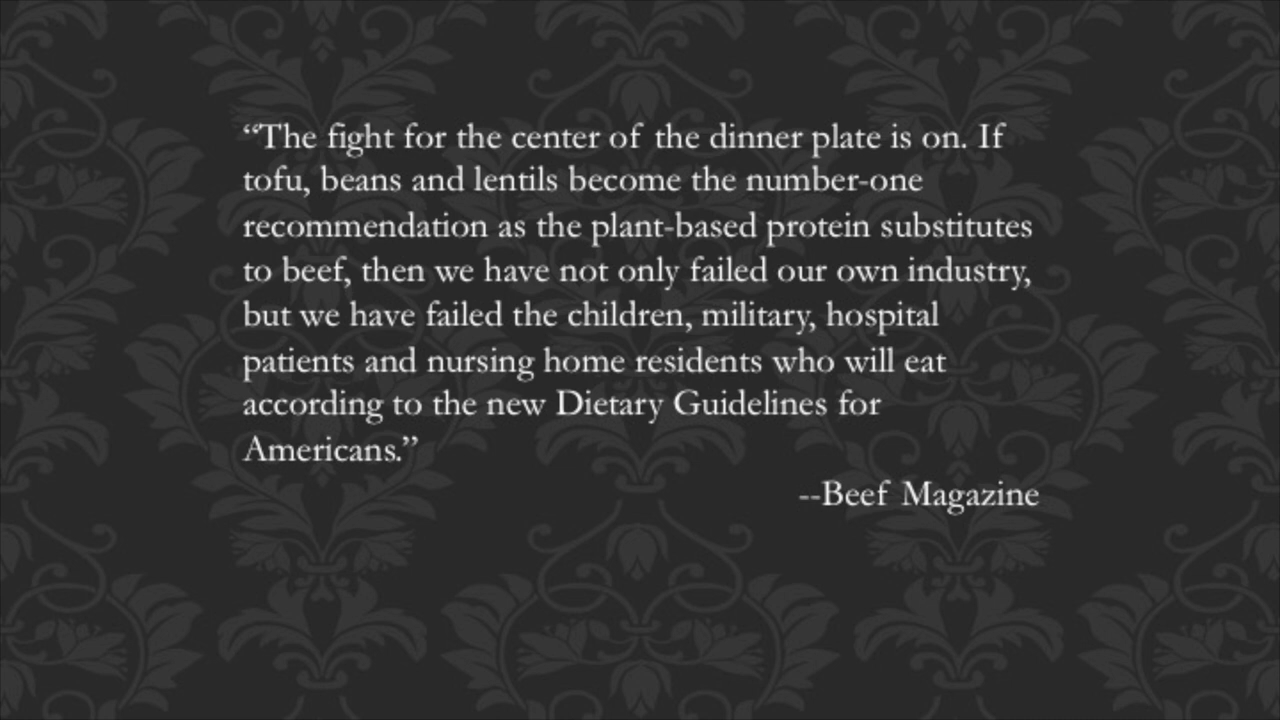 “The fight for the center of the dinner plate is on. If
tofu, beans and lentils become the number-one
recommendation as the plant-based protein substitutes
to beef, then we have not only failed our own industry,
but we have failed the children, military, hospital
patients and nursing home residents who will eat
according to the new Dietary Guidelines for
Americans.”
--Beef Magazine